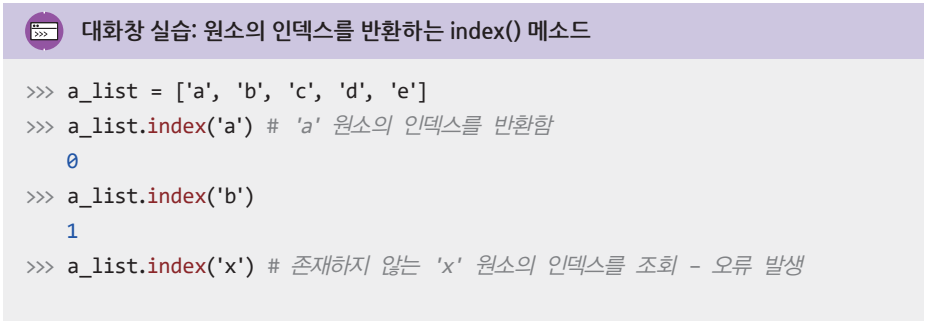 대화창 실습: 원소의 인덱스를 반환하는 index() 메소드
>>> a_list = ['a', 'b', 'c', 'd', 'e']
>>> a_list.index('a') # 'a' 원소의 인덱스를 반환함
0
>>> a_list.index('b')
1
>>> a_list.index('x') # 존재하지 않는 'x' 원소의 인덱스를 조회 – 오류 발생